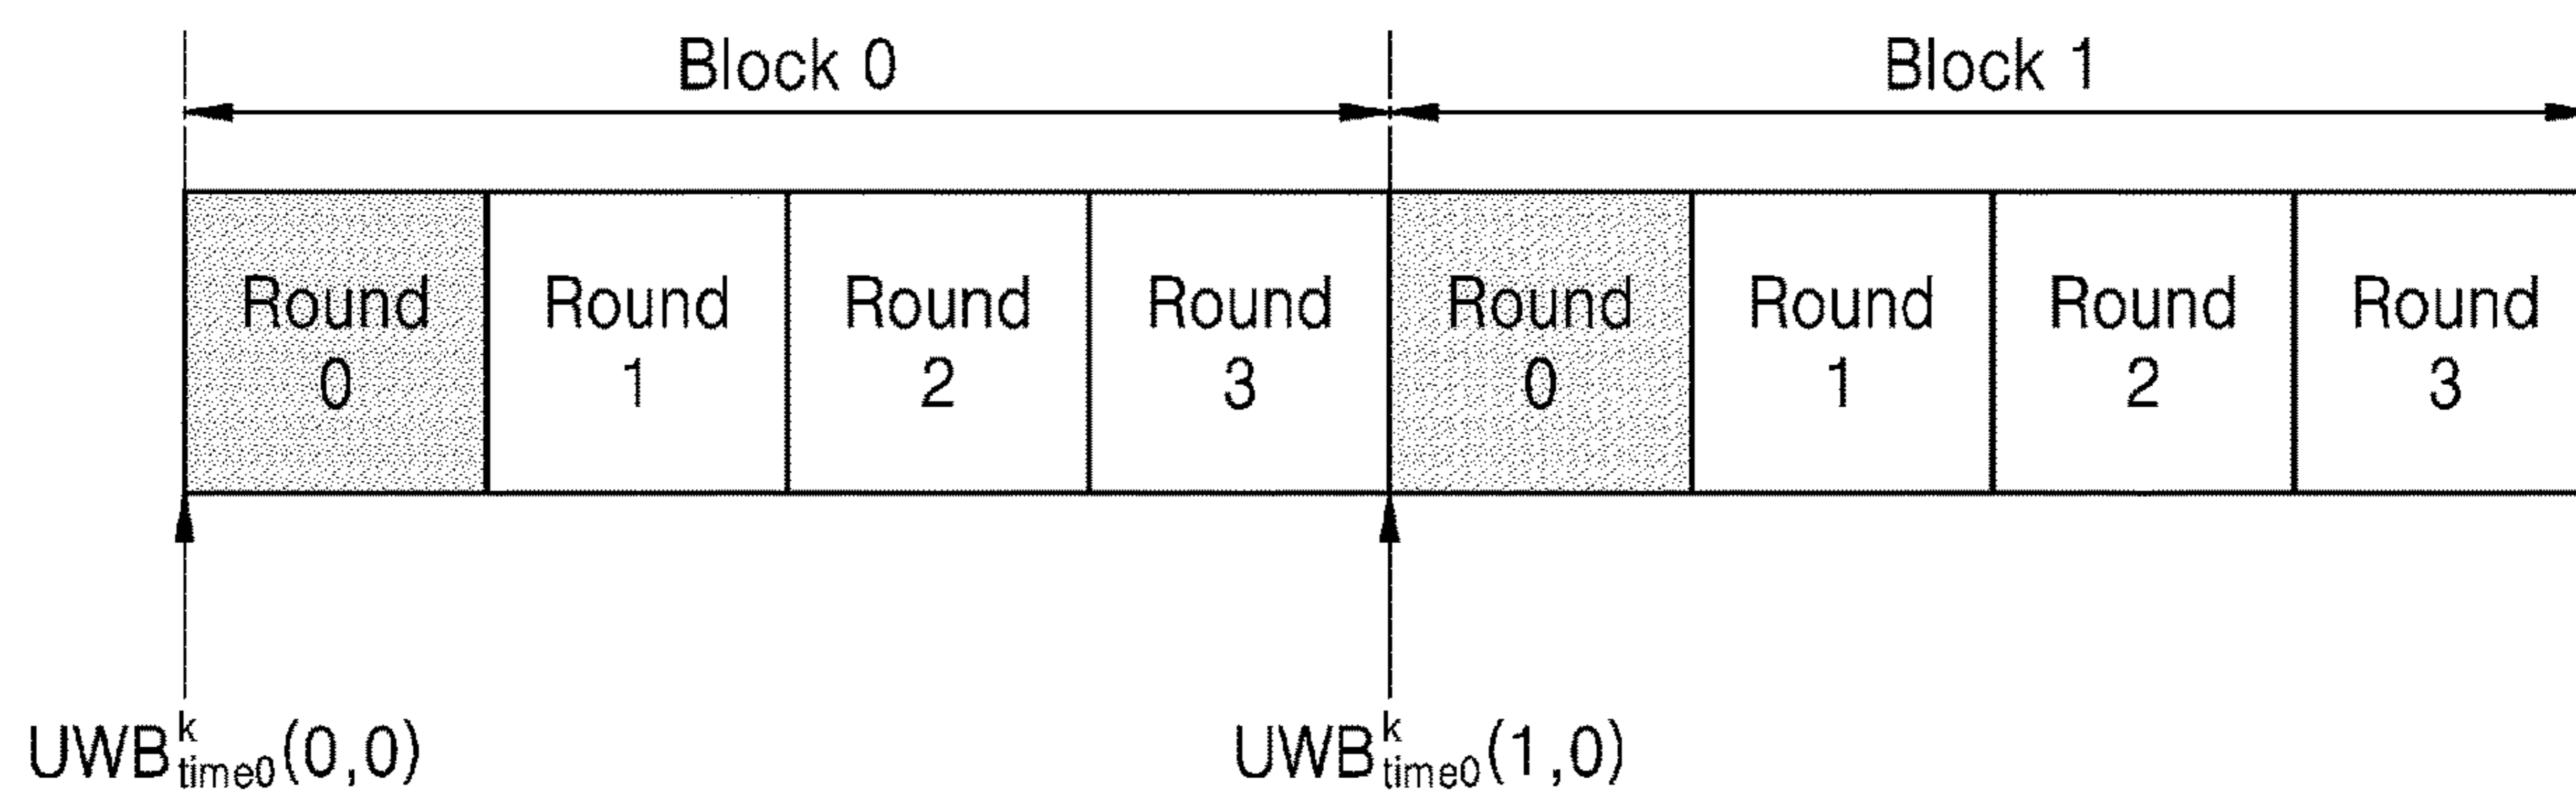 Block 0 Block 1
Round Round Round Round Round Round Round Round
0 1 2 3 0 1 2 3
UWB^k_time0(0,0) UWB^k_time0(1,0)